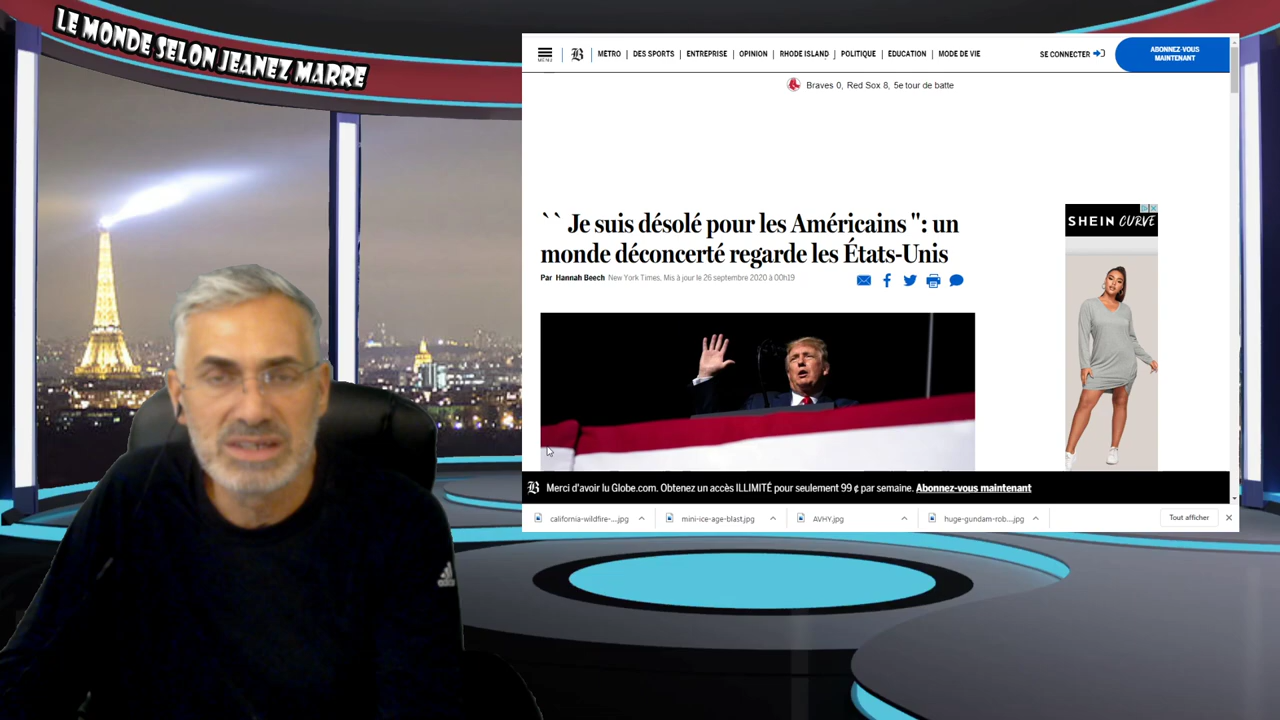 LE MONDE SELON JEANEZ MARRE
MENU
B
MÉTRO | DES SPORTS | ENTREPRISE | OPINION | RHODE ISLAND | POLITIQUE | ÉDUCATION | MODE DE VIE
SE CONNECTER
ABONNEZ-VOUS
MAINTENANT
Braves 0, Red Sox 8, 5e tour de batte
`` Je suis désolé pour les Américains '': un
monde déconcerté regarde les États-Unis
Par Hannah Beech New York Times, Mis à jour le 26 septembre 2020 à 00h19
SHEIN CURVE
B Merci d'avoir lu Globe.com. Obtenez un accès ILLIMITÉ pour seulement 99 ¢ par semaine. Abonnez-vous maintenant
california-wildfire-....jpg
mini-ice-age-blast.jpg
AVHY.jpg
huge-gundam-rob....jpg
Tout afficher